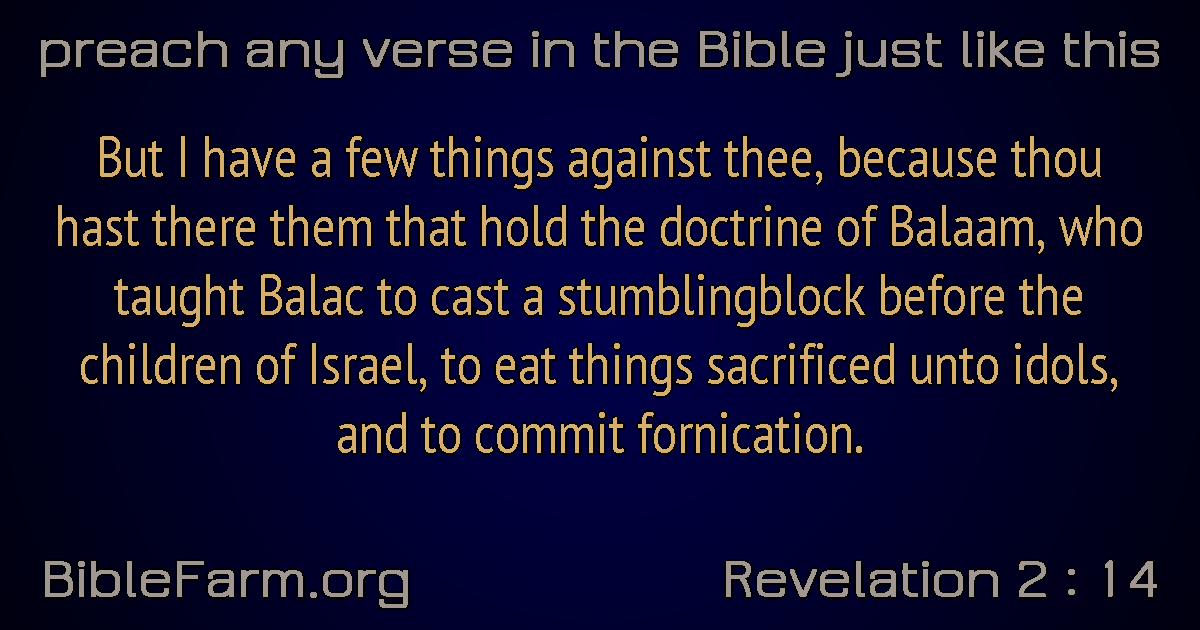 preach any verse in the Bible just like this
But I have a few things against thee, because thou
hast there them that hold the doctrine of Balaam, who
taught Balac to cast a stumblingblock before the
children of Israel, to eat things sacrificed unto idols,
and to commit fornication.
BibleFarm.org
Revelation 2 : 14